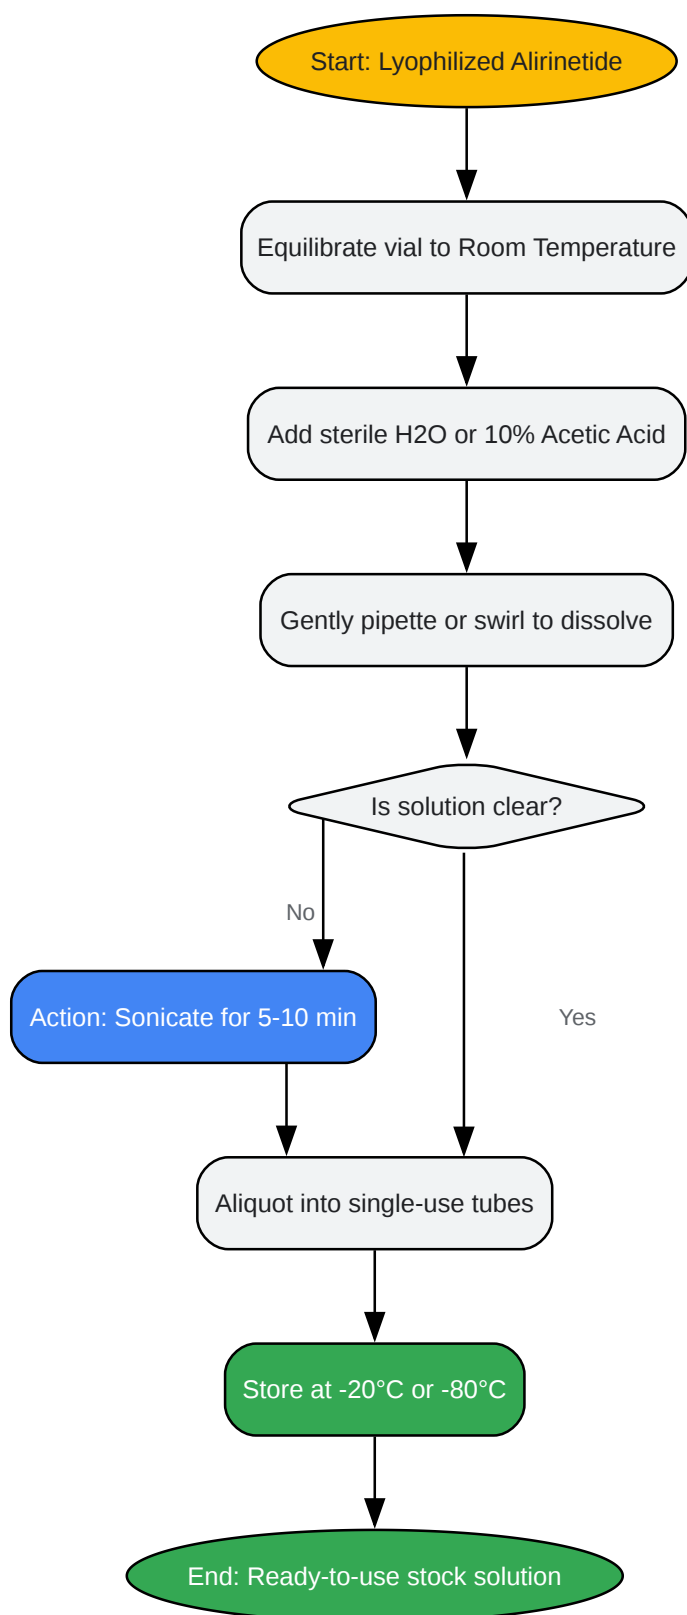 Start: Lyophilized Alirinetide
Equilibrate vial to Room Temperature
Add sterile H2O or 10% Acetic Acid
Gently pipette or swirl to dissolve
Is solution clear?
No
Action: Sonicate for 5-10 min
Yes
Aliquot into single-use tubes
Store at -20°C or -80°C
End: Ready-to-use stock solution